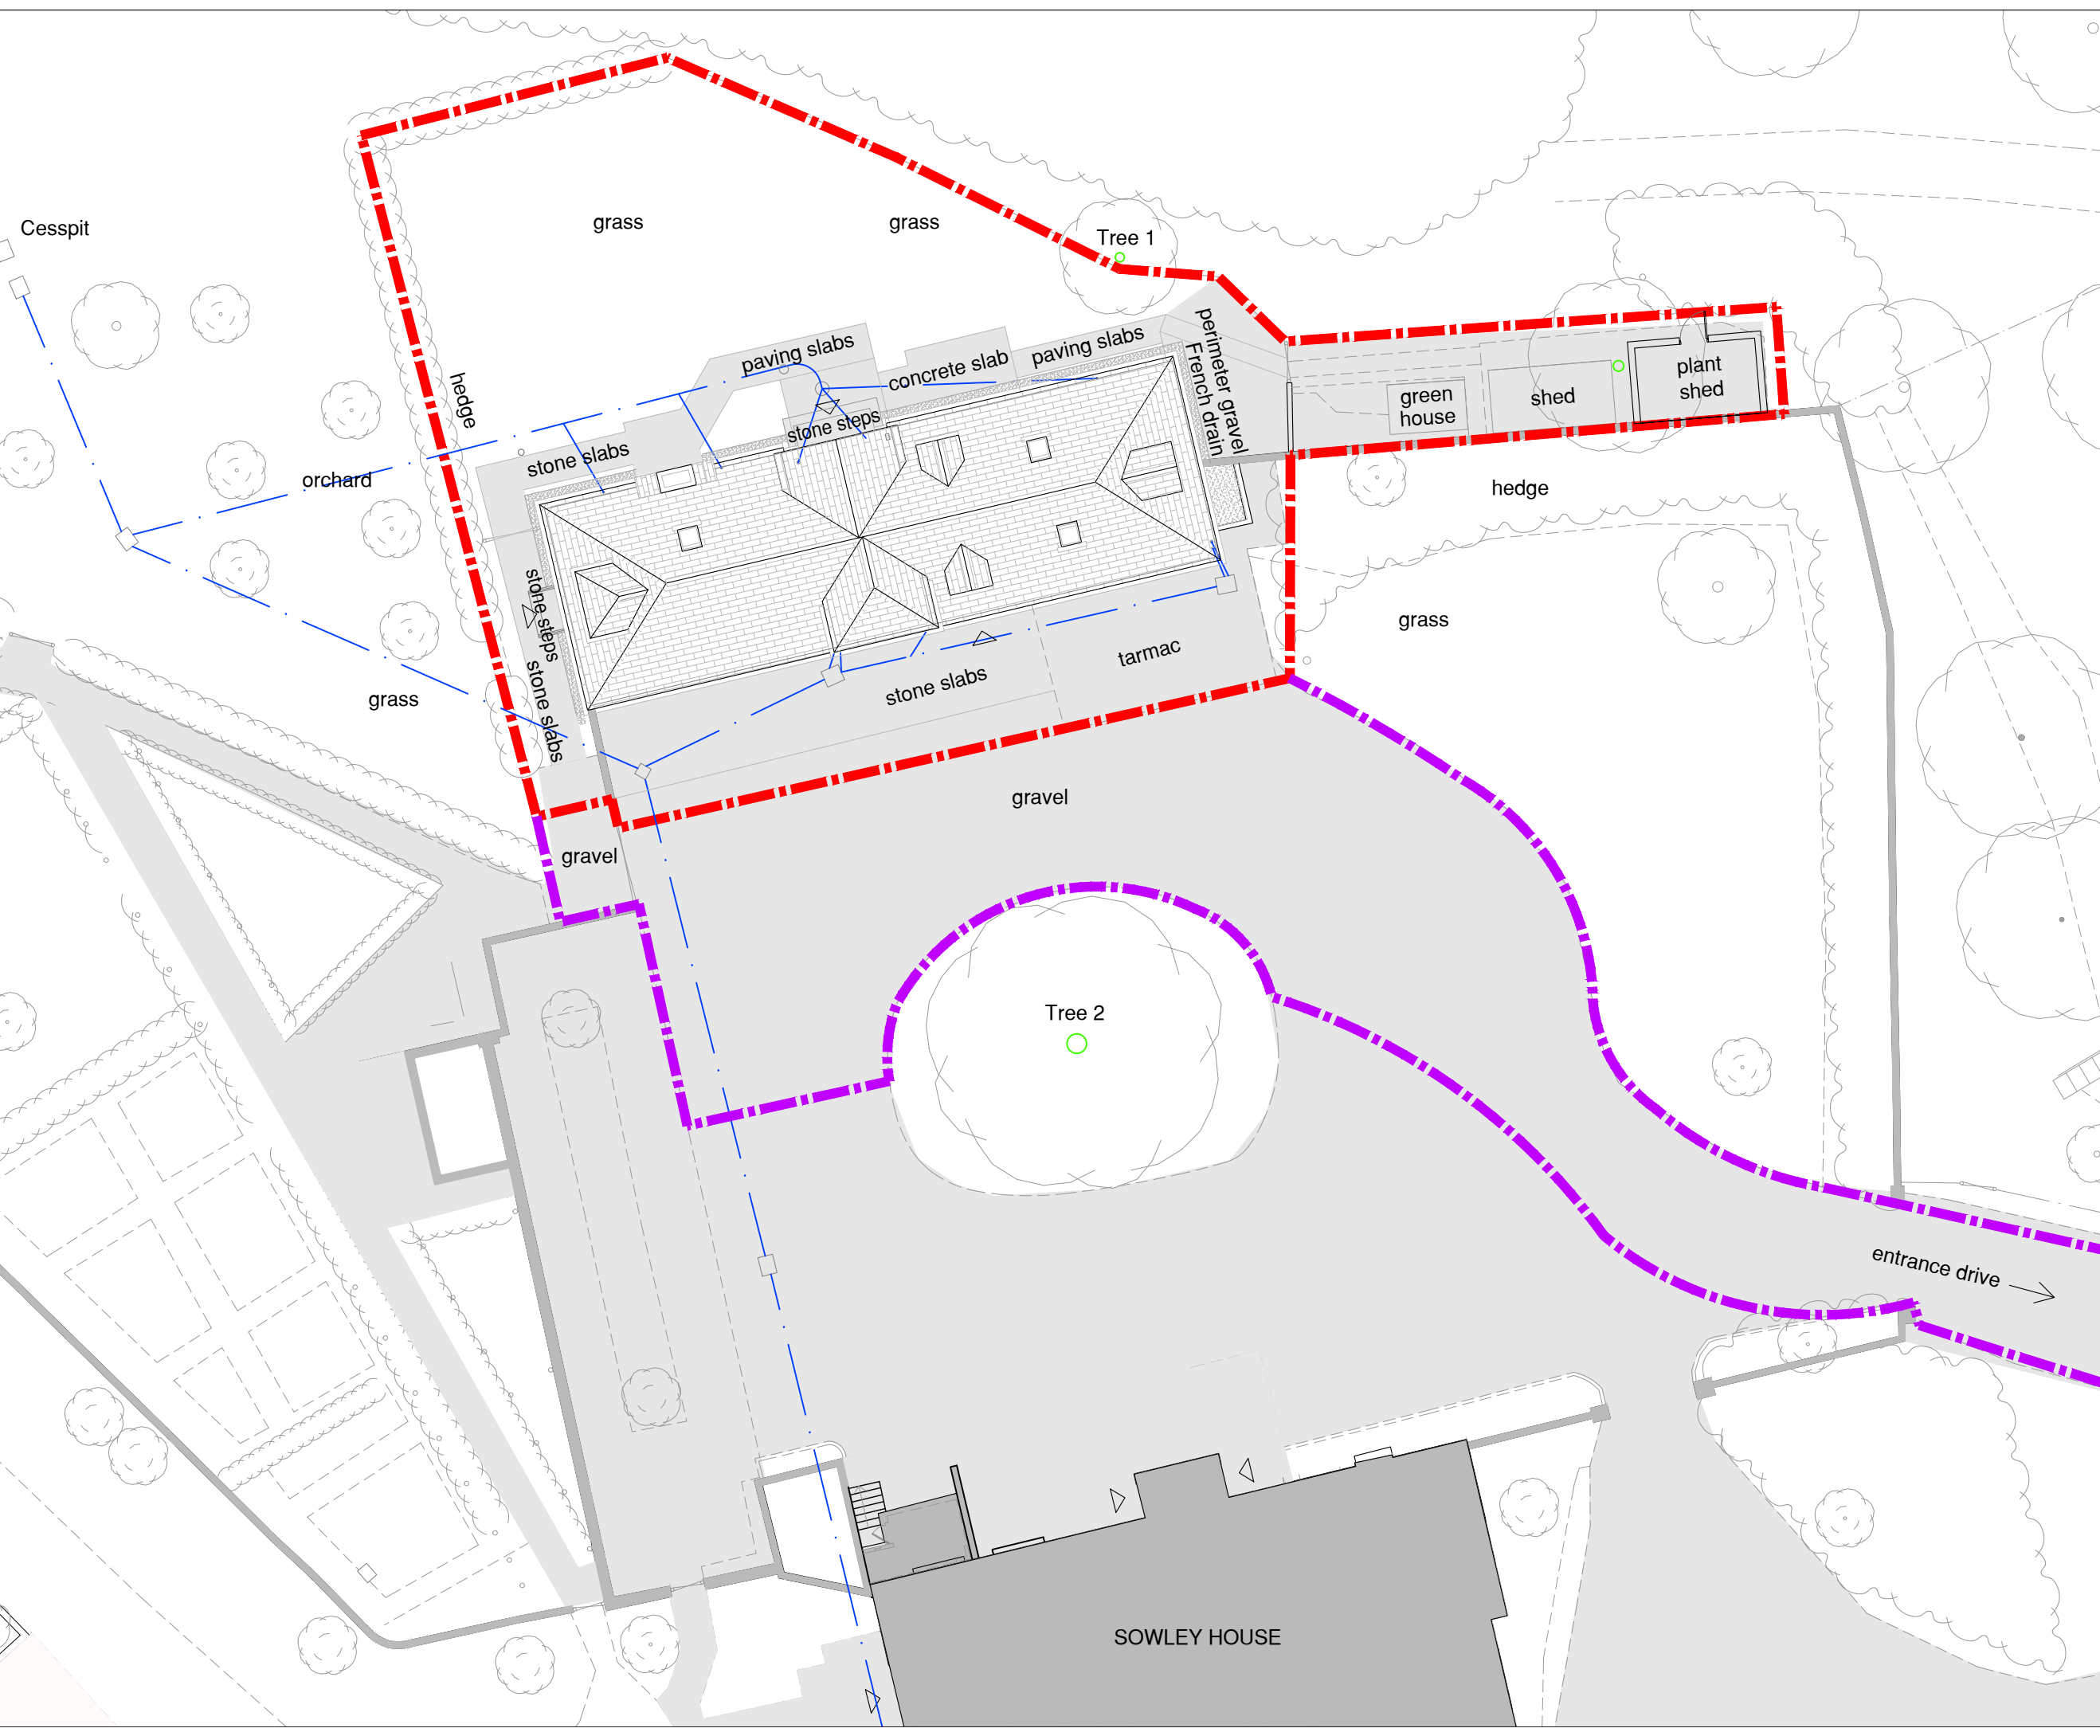 Cesspit
grass
grass
Tree 1
hedge
paving slabs
concrete slab
paving slabs
perimeter gravel
French drain
green
house
shed
plant
shed
stone slabs
stone steps
orchard
hedge
stone steps
grass
grass
stone slabs
stone slabs
tarmac
gravel
gravel
Tree 2
entrance drive
SOWLEY HOUSE